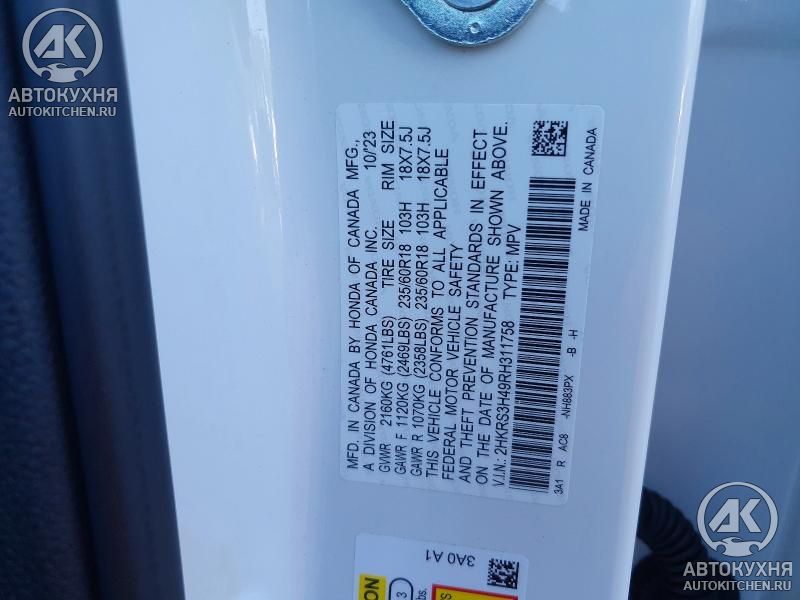 AK
АВТОКУХНЯ
AUTOKITCHEN.RU
MFD. IN CANADA BY HONDA OF CANADA MFG.,
A DIVISION OF HONDA CANADA INC. 10/'23
GVWR 2160KG (4761LBS) TIRE SIZE RIM SIZE
GAWR F 1120KG (2469LBS) 235/60R18 103H 18X7.5J
GAWR R 1070KG (2358LBS) 235/60R18 103H 18X7.5J
THIS VEHICLE CONFORMS TO ALL APPLICABLE
FEDERAL MOTOR VEHICLE SAFETY
AND THEFT PREVENTION STANDARDS IN EFFECT
ON THE DATE OF MANUFACTURE SHOWN ABOVE.
V.I.N.: 2HKRS3H49RH311758 TYPE: MPV
3A1 R AC8 -NH883PX -B -H
MADE IN CANADA
3A0 A1
3
AK
АВТОКУХНЯ
AUTOKITCHEN.RU